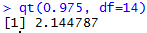 > qt(0.975, df=14)
[1] 2.144787